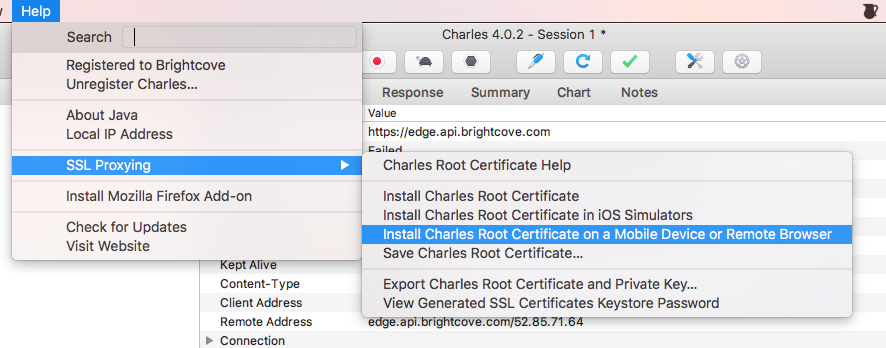 Help
Search
Charles 4.0.2 - Session 1 *
Registered to Brightcove
Unregister Charles...
About Java
Local IP Address
SSL Proxying
Install Mozilla Firefox Add-on
Check for Updates
Visit Website
Response Summary Chart Notes
Value
https://edge.api.brightcove.com
Failed
Charles Root Certificate Help
Install Charles Root Certificate
Install Charles Root Certificate in iOS Simulators
Install Charles Root Certificate on a Mobile Device or Remote Browser
Save Charles Root Certificate...
Export Charles Root Certificate and Private Key...
View Generated SSL Certificates Keystore Password
Kept Alive
Content-Type
Client Address
Remote Address edge.api.brightcove.com/52.85.71.64
Connection